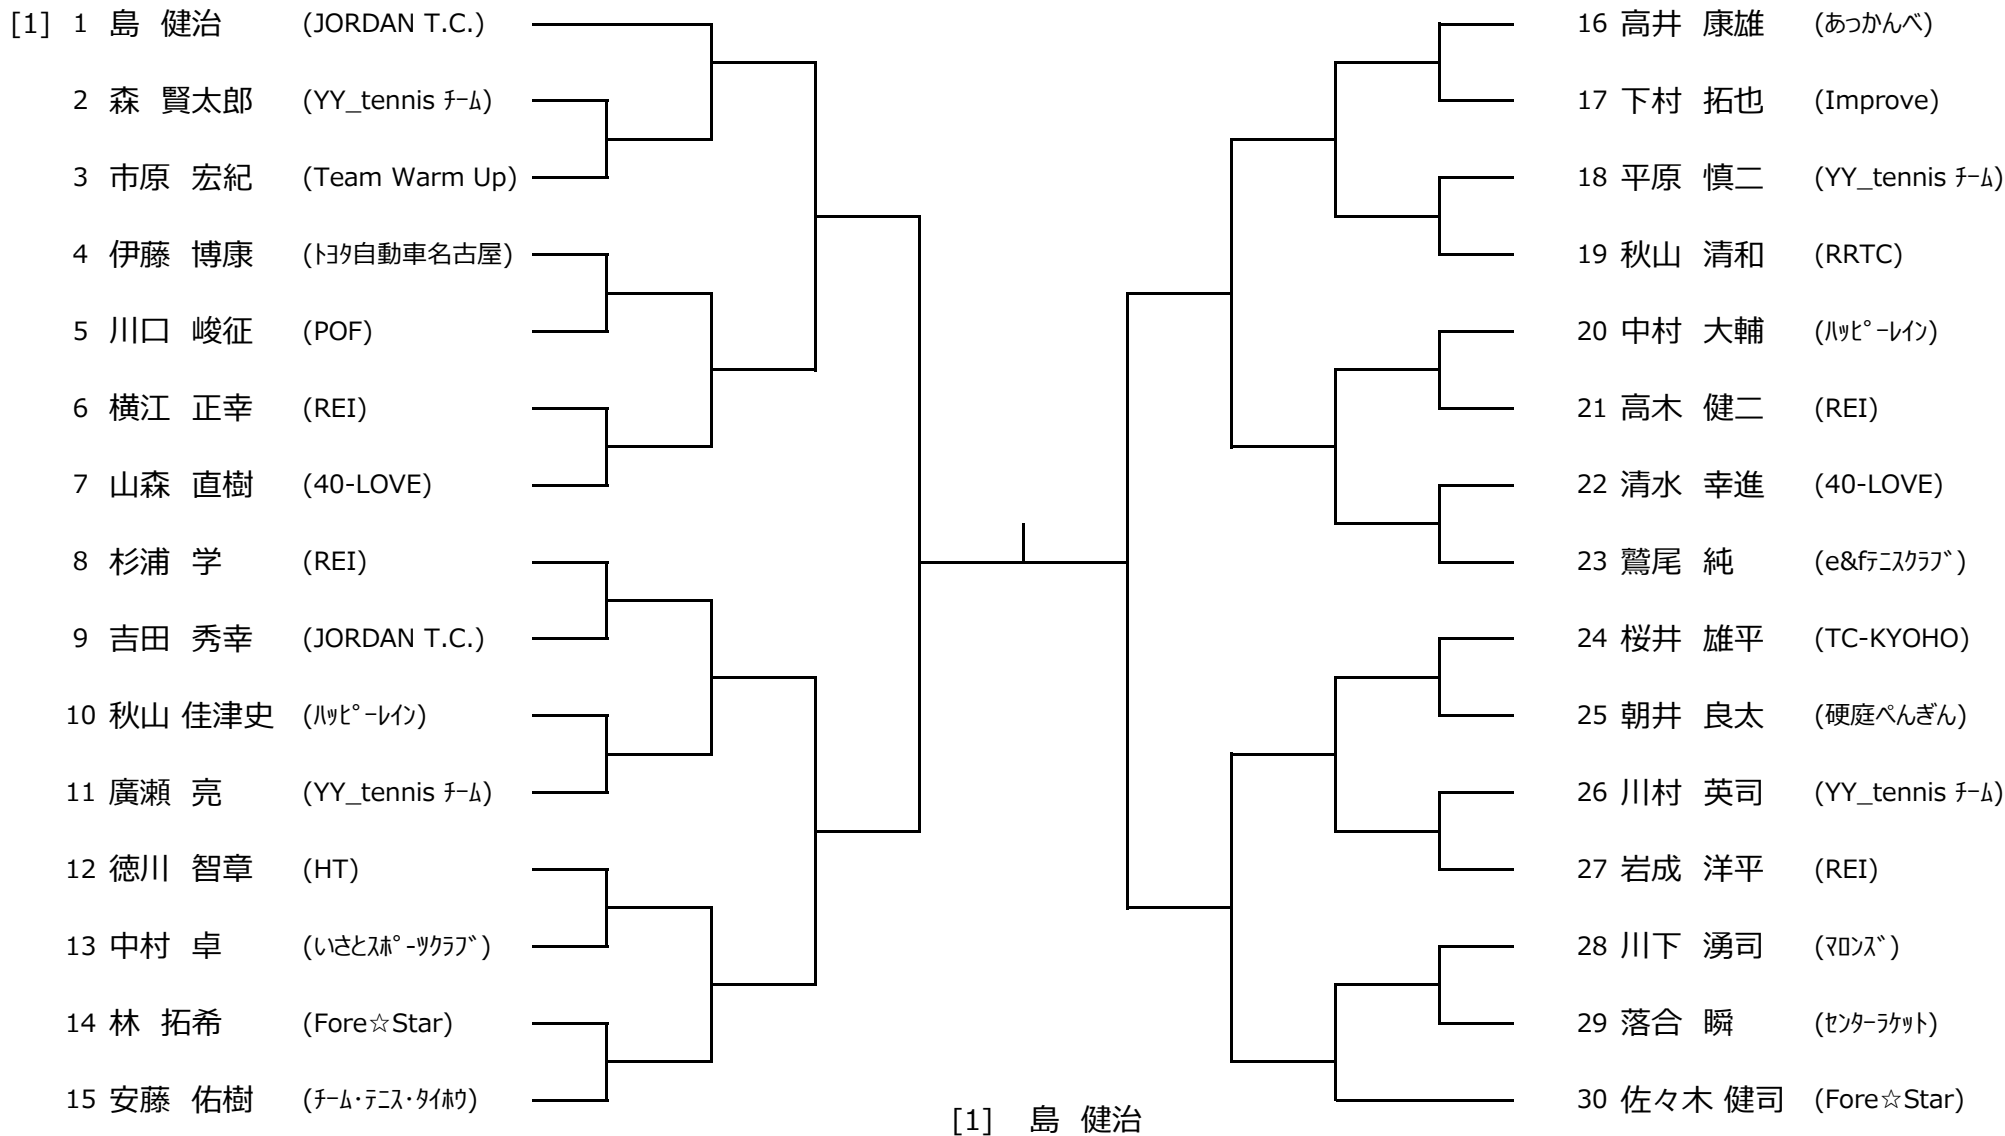 [1] 1 島 健治 (JORDAN T.C.)
2 森 賢太郎 (YY_tennis ﾁｰﾑ)
3 市原 宏紀 (Team Warm Up)
4 伊藤 博康 (ﾄﾖﾀ自動車名古屋)
5 川口 峻征 (POF)
6 横江 正幸 (REI)
7 山森 直樹 (40-LOVE)
8 杉浦 学 (REI)
9 吉田 秀幸 (JORDAN T.C.)
10 秋山 佳津史 (ﾊｯﾋﾟｰﾚｲﾝ)
11 廣瀬 亮 (YY_tennis ﾁｰﾑ)
12 徳川 智章 (HT)
13 中村 卓 (いさとｽﾎﾟｰﾂｸﾗﾌﾞ)
14 林 拓希 (Fore☆Star)
15 安藤 佑樹 (ﾁｰﾑ･ﾃﾆｽ･ﾀｲﾎｳ)
16 高井 康雄 (あっかんべ)
17 下村 拓也 (Improve)
18 平原 慎二 (YY_tennis ﾁｰﾑ)
19 秋山 清和 (RRTC)
20 中村 大輔 (ﾊｯﾋﾟｰﾚｲﾝ)
21 高木 健二 (REI)
22 清水 幸進 (40-LOVE)
23 鷲尾 純 (e&fﾃﾆｽｸﾗﾌﾞ)
24 桜井 雄平 (TC-KYOHO)
25 朝井 良太 (硬庭ぺんぎん)
26 川村 英司 (YY_tennis ﾁｰﾑ)
27 岩成 洋平 (REI)
28 川下 湧司 (ﾏﾛﾝｽﾞ)
29 落合 瞬 (ｾﾝﾀｰﾗｹｯﾄ)
30 佐々木 健司 (Fore☆Star)
[1] 島 健治